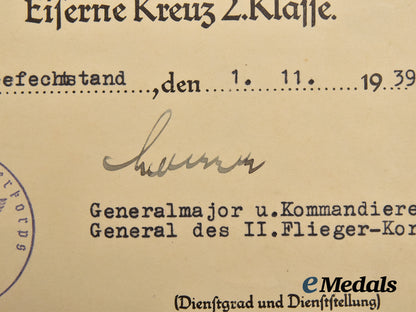 Eiserne Kreuz 2.Klasse.
efechtstand, den 1. 11. 1939
Generalmajor u.Kommandiere
General des II.Flieger-Kor
erkorps
eMedals
(Dienstgrad und Dienststellung)